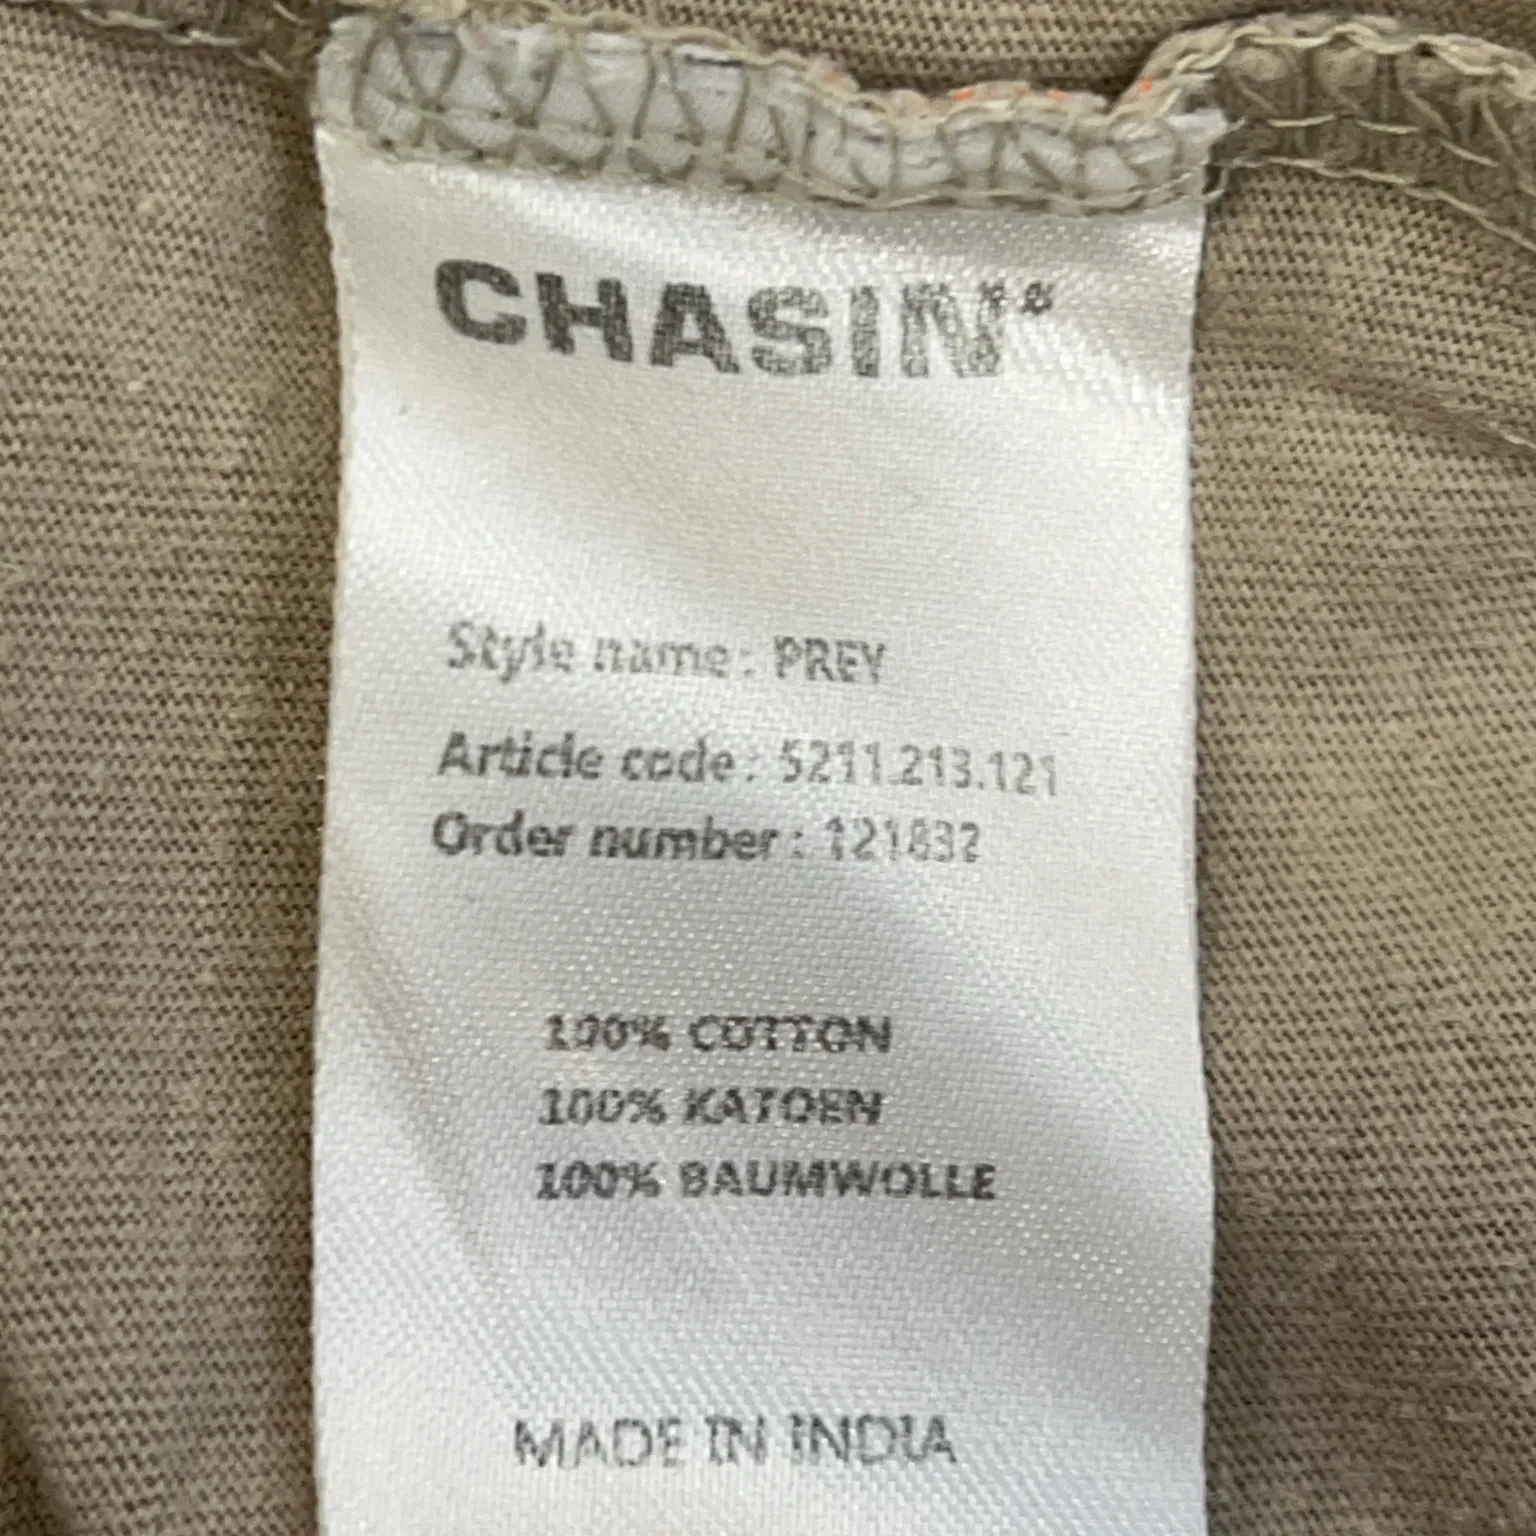 CHASIN'®
Style name: PREY
Article code: 5211.213.121
Order number: 121832
100% COTTON
100% KATOEN
100% BAUMWOLLE
MADE IN INDIA